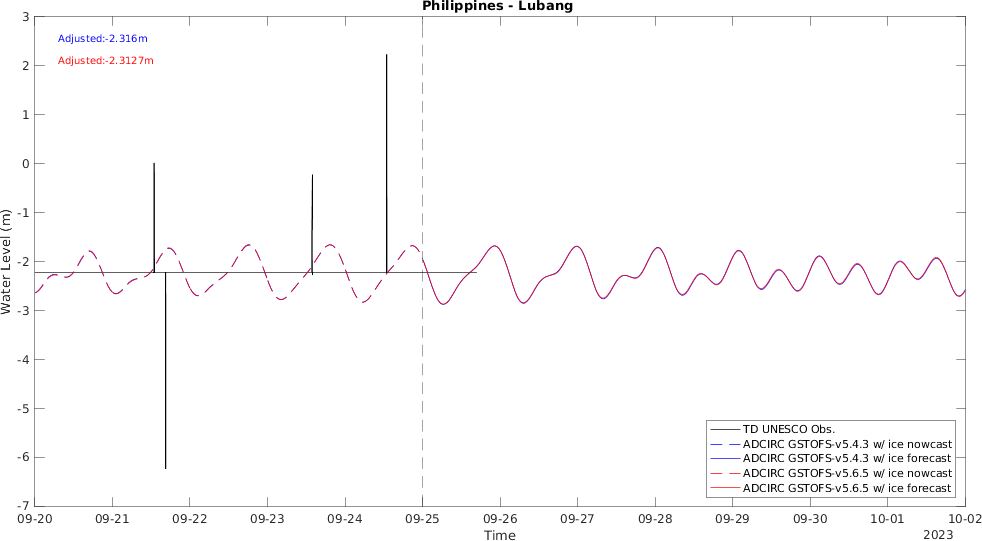 Philippines - Lubang
Adjusted:-2.316m
Adjusted:-2.3127m
3
2
1
0
-1
-2
-3
-4
-5
-6
-7
Water Level (m)
TD UNESCO Obs.
ADCIRC GSTOFS-v5.4.3 w/ ice nowcast
ADCIRC GSTOFS-v5.4.3 w/ ice forecast
ADCIRC GSTOFS-v5.6.5 w/ ice nowcast
ADCIRC GSTOFS-v5.6.5 w/ ice forecast
09-20 09-21 09-22 09-23 09-24 09-25 09-26 09-27 09-28 09-29 09-30 10-01 10-02
Time
2023